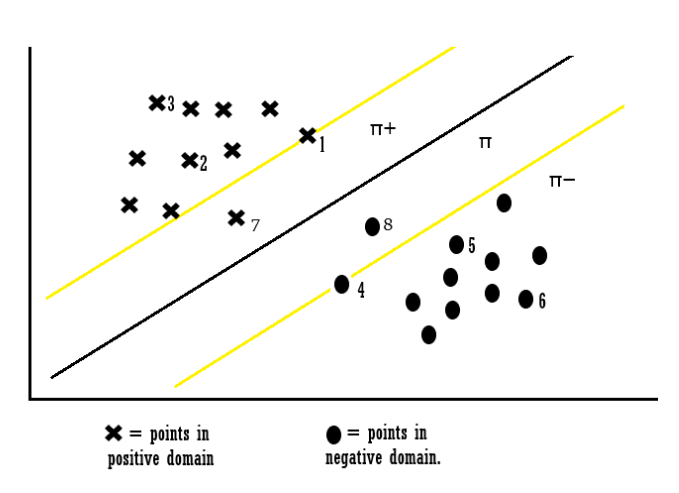 3
1
π+
π
2
π−
7
8
5
4
6
✖ = points in
positive domain
● = points in
negative domain.